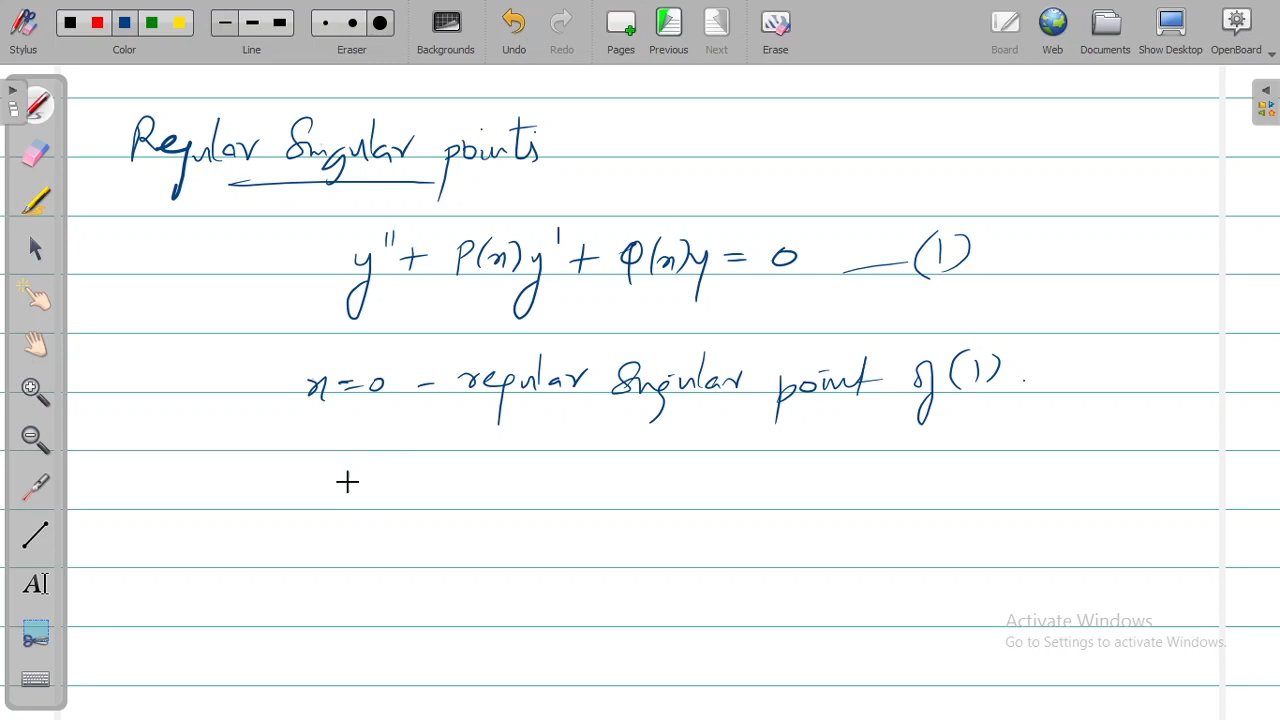 Stylus
Color
Line
Eraser
Backgrounds
Undo
Redo
Pages
Previous
Next
Erase
Board
Web
Documents
Show Desktop
OpenBoard
Regular Singular points
y'' + P(x)y' + Q(x)y = 0 — (1)
x=0 - regular singular point of (1).
Activate Windows
Go to Settings to activate Windows.